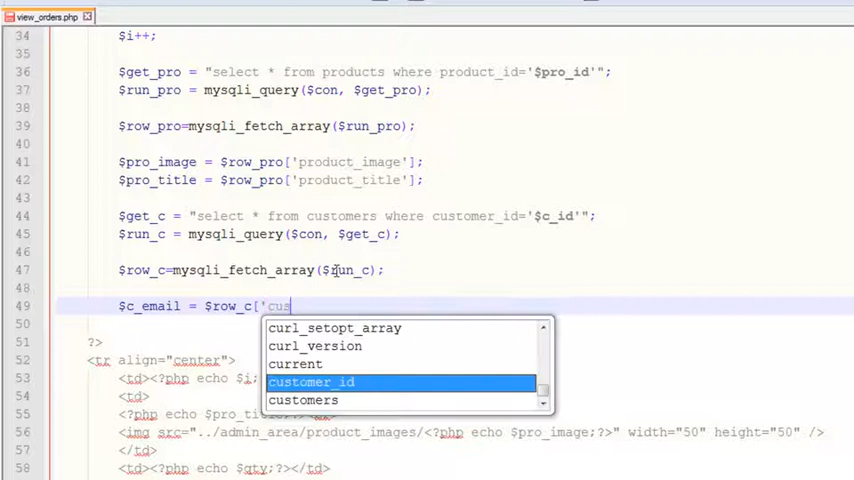 view_orders.php
34 $i++;
35
36 $get_pro = "select * from products where product_id='$pro_id'";
37 $run_pro = mysqli_query($con, $get_pro);
38
39 $row_pro=mysqli_fetch_array($run_pro);
40
41 $pro_image = $row_pro['product_image'];
42 $pro_title = $row_pro['product_title'];
43
44 $get_c = "select * from customers where customer_id='$c_id'";
45 $run_c = mysqli_query($con, $get_c);
46
47 $row_c=mysqli_fetch_array($run_c);
48
49 $c_email = $row_c['cus
curl_setopt_array
curl_version
current
customer_id
customers
50
51 ?>
52 <tr align="center">
53 <td><?php echo $i;
54 <td>
55 <?php echo $pro_title;
56 <img src="../admin_area/product_images/<?php echo $pro_image;?>" width="50" height="50" />
57 </td>
58 <td><?php echo $qty;?></td>